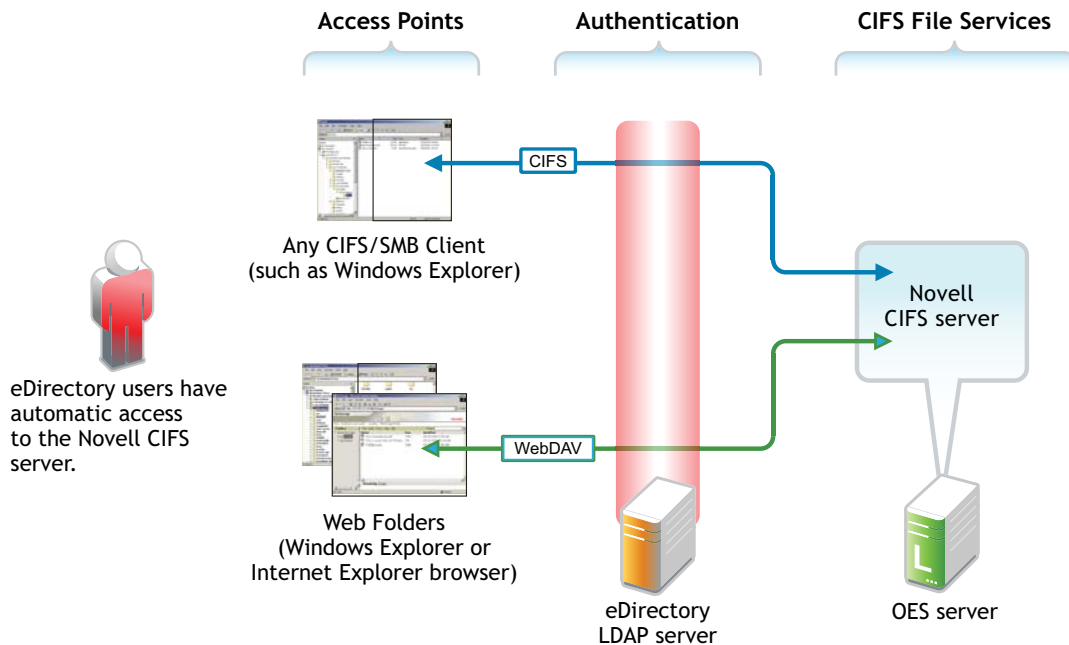 Access Points
Authentication
CIFS File Services
CIFS
Any CIFS/SMB Client
(such as Windows Explorer)
Novell
CIFS server
eDirectory users have
automatic access
to the Novell CIFS
server.
WebDAV
Web Folders
(Windows Explorer or
Internet Explorer browser)
eDirectory
LDAP server
L
OES server